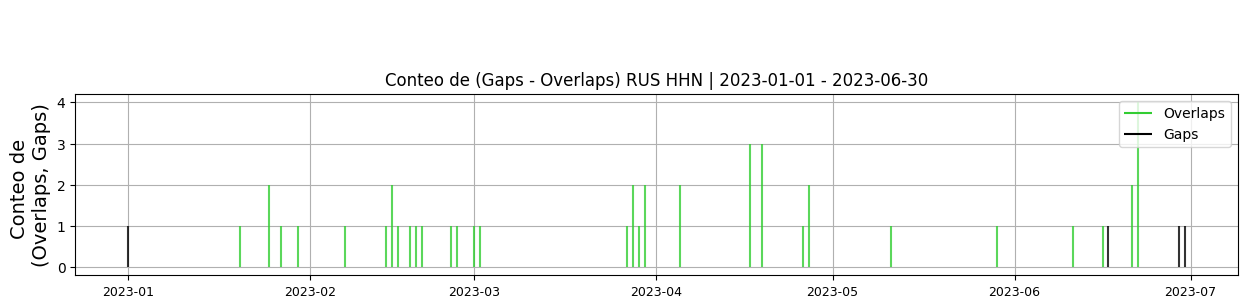 Conteo de (Gaps - Overlaps) RUS HHN | 2023-01-01 - 2023-06-30
Conteo de
(Overlaps, Gaps)
4
3
2
1
0
Overlaps
Gaps
2023-01
2023-02
2023-03
2023-04
2023-05
2023-06
2023-07